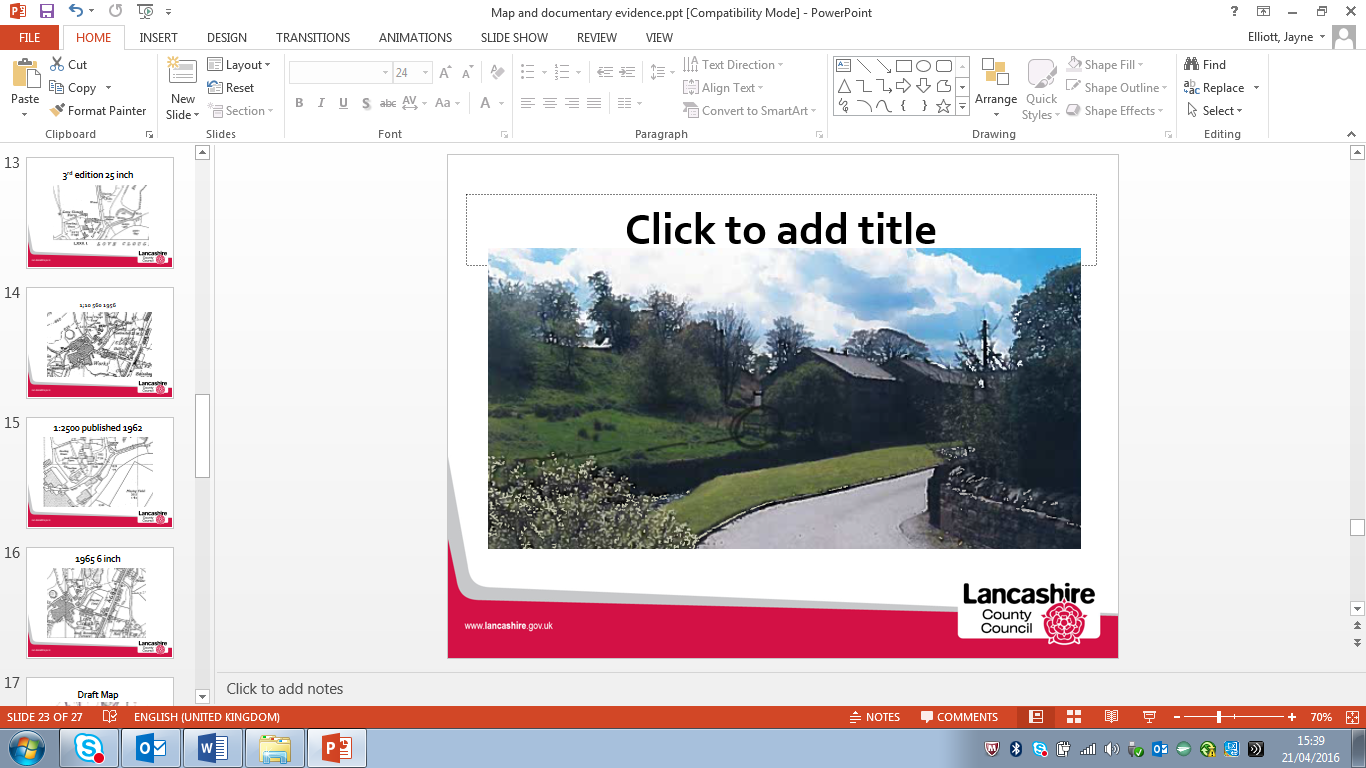 Map and documentary evidence.ppt [Compatibility Mode] - PowerPoint
FILE HOME INSERT DESIGN TRANSITIONS ANIMATIONS SLIDE SHOW REVIEW VIEW Elliott, Jayne
Paste
Cut
Copy
Format Painter
Clipboard
New Slide
Layout
Reset
Section
Slides
24
B I U S abc AV Aa A
Font
Text Direction
Align Text
Convert to SmartArt
Paragraph
Arrange
Quick Styles
Shape Fill
Shape Outline
Shape Effects
Drawing
Find
Replace
Select
Editing
13
3rd edition 25 inch
14
1:10 560 1956
15
1:2500 published 1962
16
1965 6 inch
17
Draft Map
Click to add title
www.lancashire.gov.uk
Lancashire
County
Council
Click to add notes
SLIDE 23 OF 27 ENGLISH (UNITED KINGDOM) NOTES COMMENTS 70%
15:39
21/04/2016